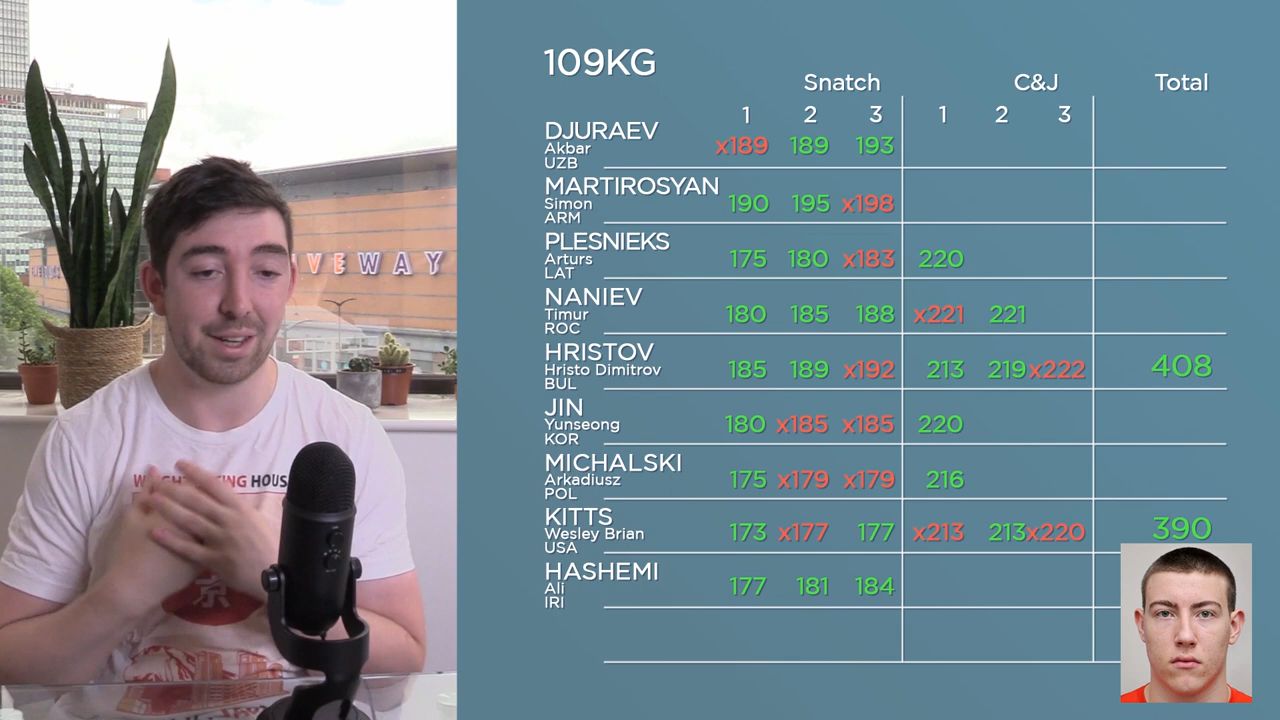 109KG
Snatch C&J Total
1 2 3 1 2 3
DJURAEV
Akbar
UZB
x189 189 193
MARTIROSYAN
Simon
ARM
190 195 x198
PLESNIEKS
Arturs
LAT
175 180 x183 220
NANIEV
Timur
ROC
180 185 188 x221 221
HRISTOV
Hristo Dimitrov
BUL
185 189 x192 213 219 x222 408
JIN
Yunseong
KOR
180 x185 x185 220
MICHALSKI
Arkadiusz
POL
175 x179 x179 216
KITTS
Wesley Brian
USA
173 x177 177 x213 213 x220 390
HASHEMI
Ali
IRI
177 181 184
VEWAY
HOUS